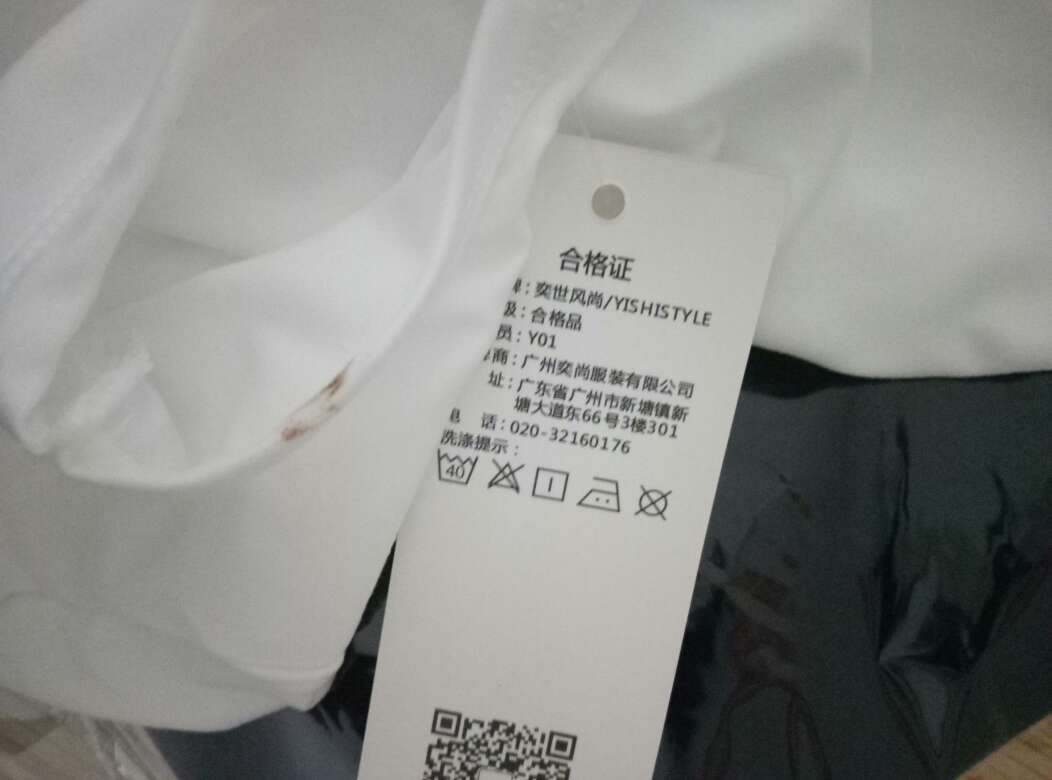 合格证
牌：奕世风尚/YISHISTYLE
级：合格品
员：Y01
商：广州奕尚服装有限公司
址：广东省广州市新塘镇新
塘大道东66号3楼301
电 话：020-32160176
洗涤提示：
40